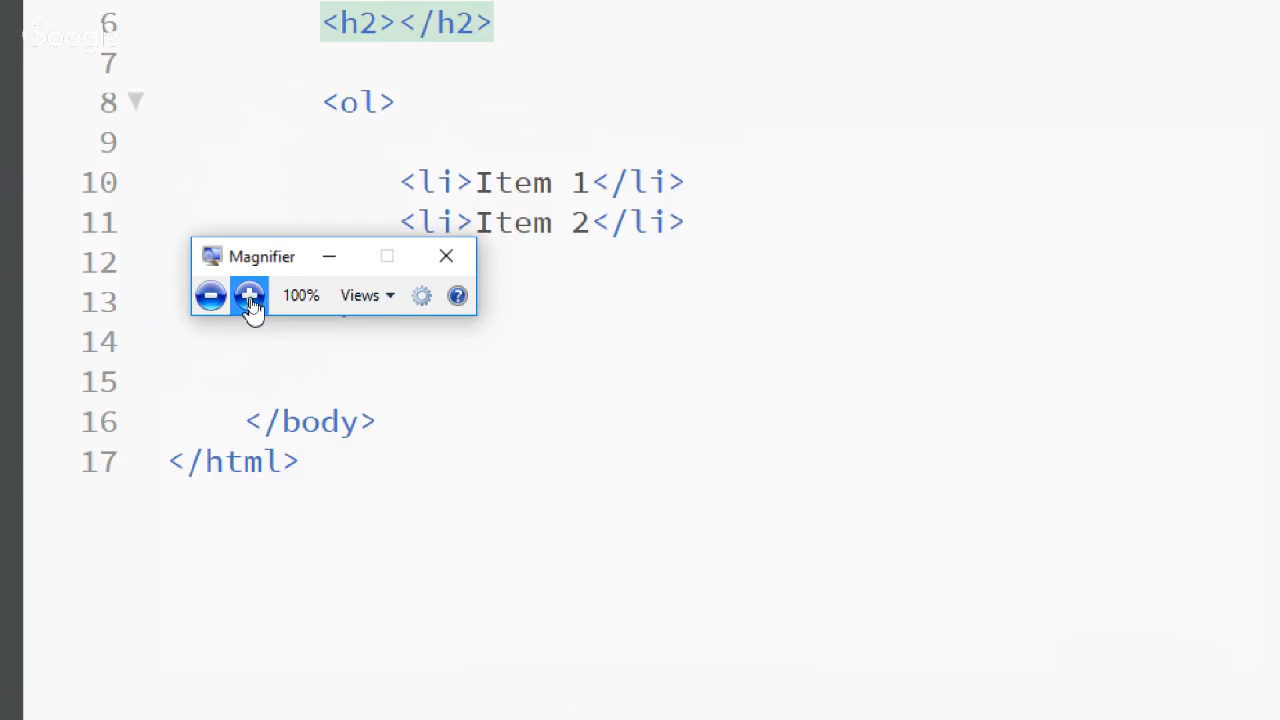 Google
6 <h2></h2>
7
8 <ol>
9
10 <li>Item 1</li>
11 <li>Item 2</li>
Magnifier
12
100% Views
13
14
15
16 </body>
17 </html>